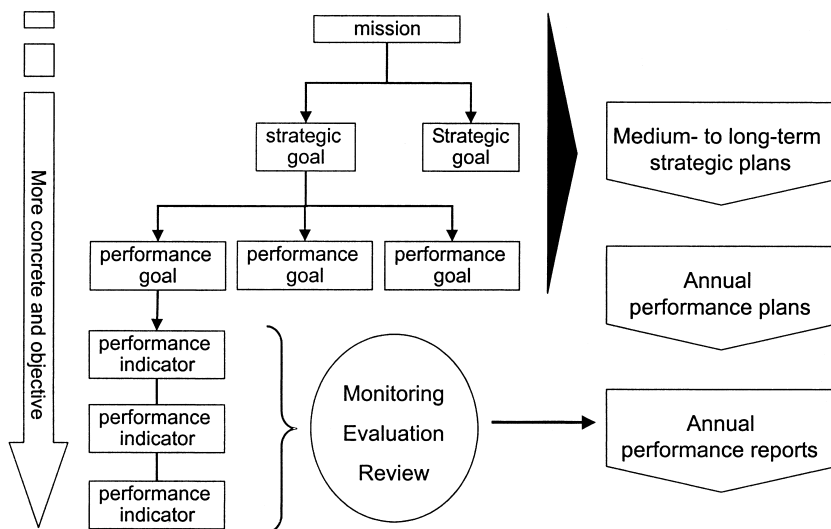 mission
strategic
goal
Strategic
goal
performance
goal
performance
goal
performance
goal
performance
indicator
performance
indicator
performance
indicator
More concrete and objective
Monitoring
Evaluation
Review
Medium- to long-term
strategic plans
Annual
performance plans
Annual
performance reports